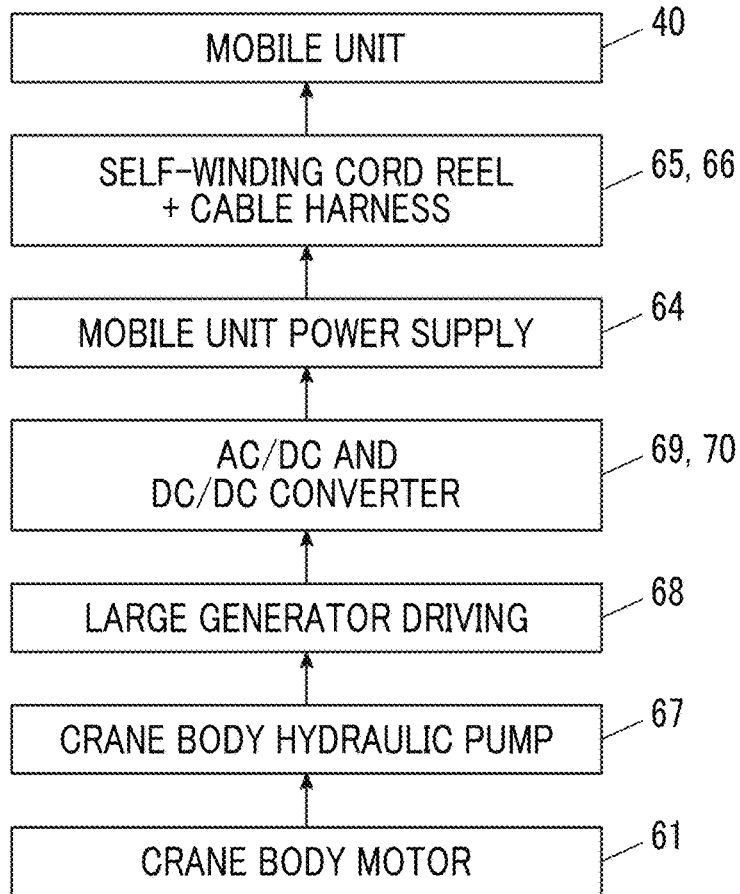 MOBILE UNIT
40
SELF-WINDING CORD REEL
+ CABLE HARNESS
65, 66
MOBILE UNIT POWER SUPPLY
64
AC/DC AND
DC/DC CONVERTER
69, 70
LARGE GENERATOR DRIVING
68
CRANE BODY HYDRAULIC PUMP
67
CRANE BODY MOTOR
61